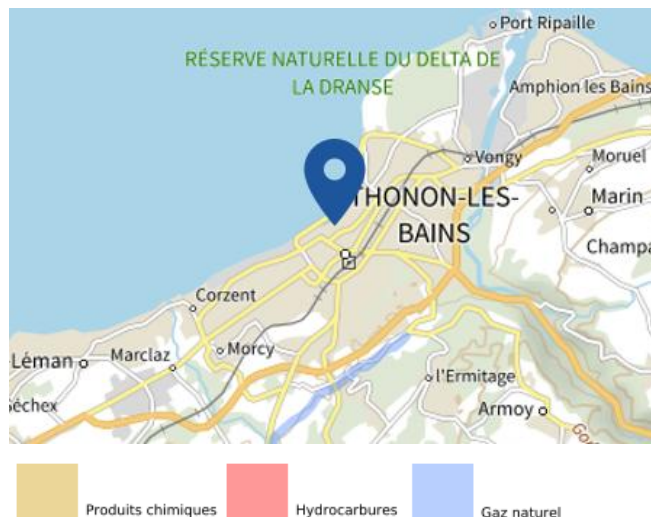 Port Ripaille
RÉSERVE NATURELLE DU DELTA DE
LA DRANSE
Amphion les Bains
Vongy
Moruel
THONON-LES-
BAINS
Marin
Champa
Corzent
Léman
Marclaz
Morcy
l'Ermitage
Séchex
Armoy
Produits chimiques
Hydrocarbures
Gaz naturel